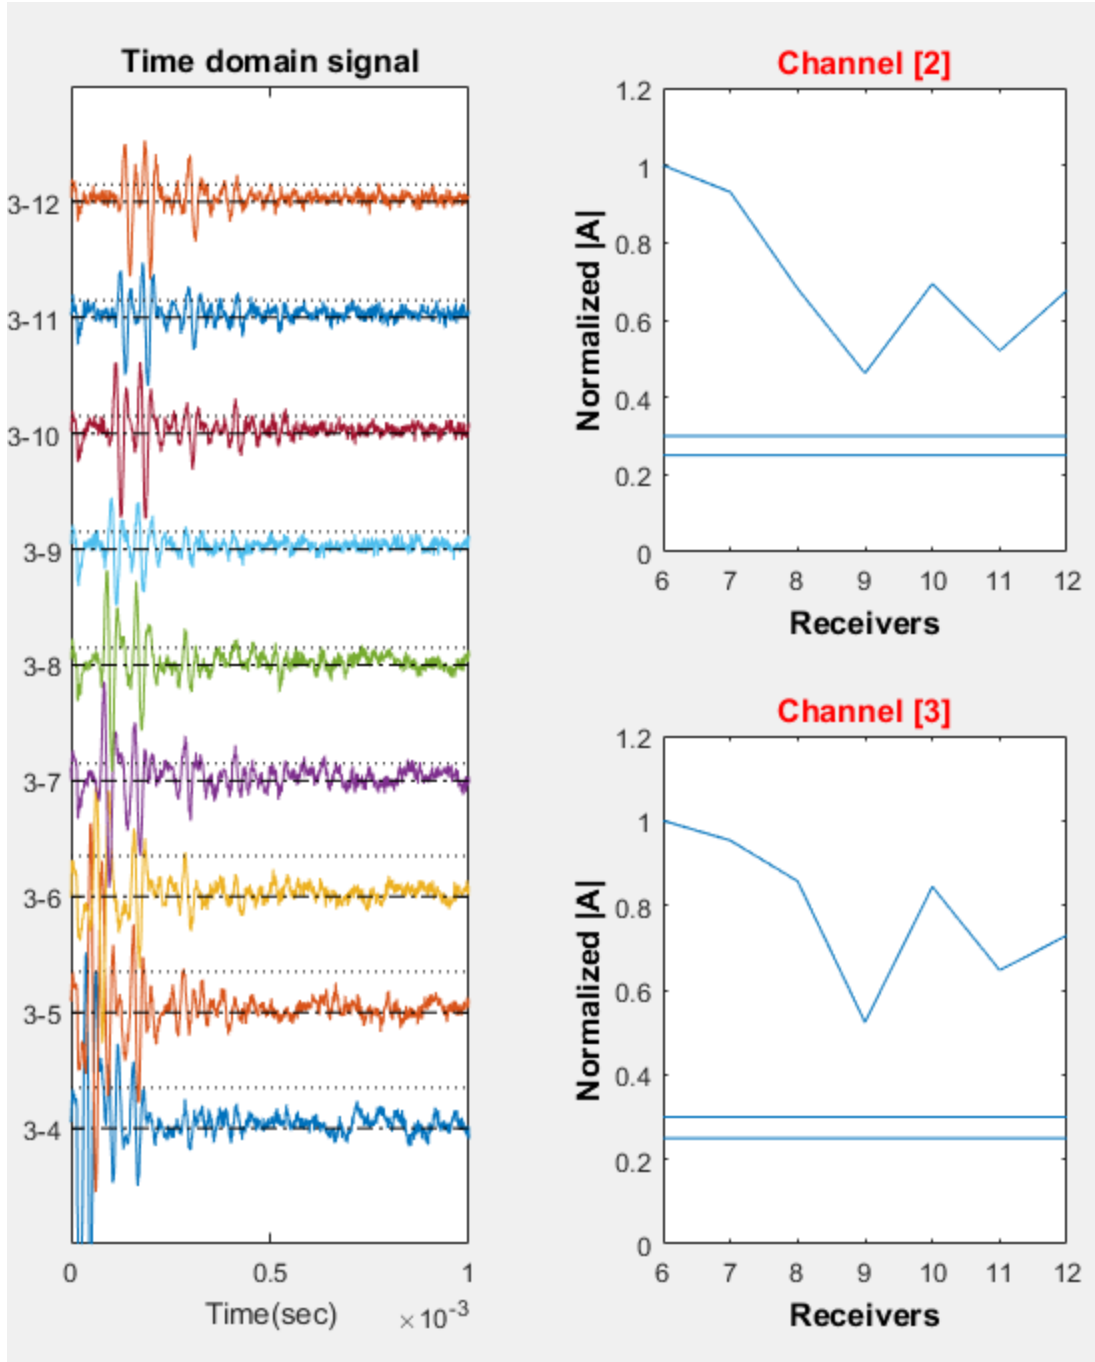 Time domain signal
3-12
3-11
3-10
3-9
3-8
3-7
3-6
3-5
3-4
0 0.5 1
Time(sec) ×10⁻³
Channel [2]
Normalized |A|
1.2
1
0.8
0.6
0.4
0.2
0
6 7 8 9 10 11 12
Receivers
Channel [3]
Normalized |A|
1.2
1
0.8
0.6
0.4
0.2
0
6 7 8 9 10 11 12
Receivers